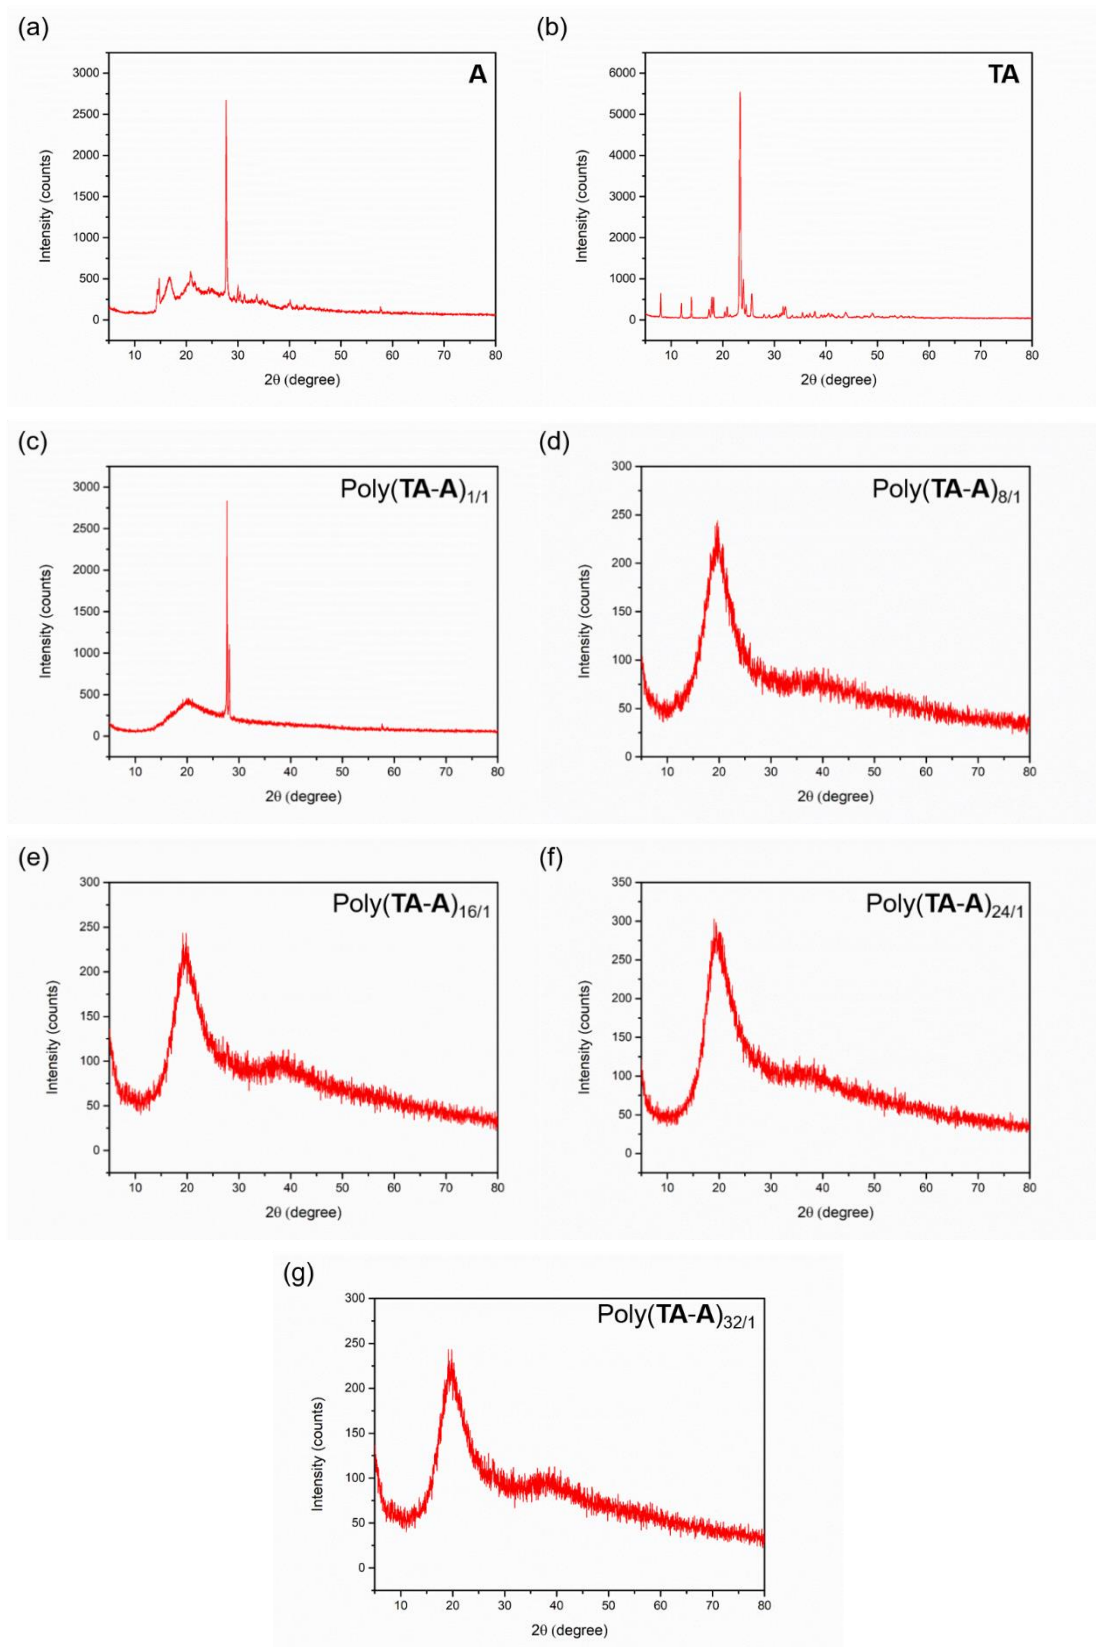 (a)
A
3000
2500
2000
1500
1000
500
0
Intensity (counts)
10 20 30 40 50 60 70 80
2θ (degree)
(b)
TA
6000
5000
4000
3000
2000
1000
0
Intensity (counts)
10 20 30 40 50 60 70 80
2θ (degree)
(c)
Poly(TA-A)1/1
3000
2500
2000
1500
1000
500
0
Intensity (counts)
10 20 30 40 50 60 70 80
2θ (degree)
(d)
Poly(TA-A)8/1
300
250
200
150
100
50
0
Intensity (counts)
10 20 30 40 50 60 70 80
2θ (degree)
(e)
Poly(TA-A)16/1
300
250
200
150
100
50
0
Intensity (counts)
10 20 30 40 50 60 70 80
2θ (degree)
(f)
Poly(TA-A)24/1
350
300
250
200
150
100
50
0
Intensity (counts)
10 20 30 40 50 60 70 80
2θ (degree)
(g)
Poly(TA-A)32/1
300
250
200
150
100
50
0
Intensity (counts)
10 20 30 40 50 60 70 80
2θ (degree)